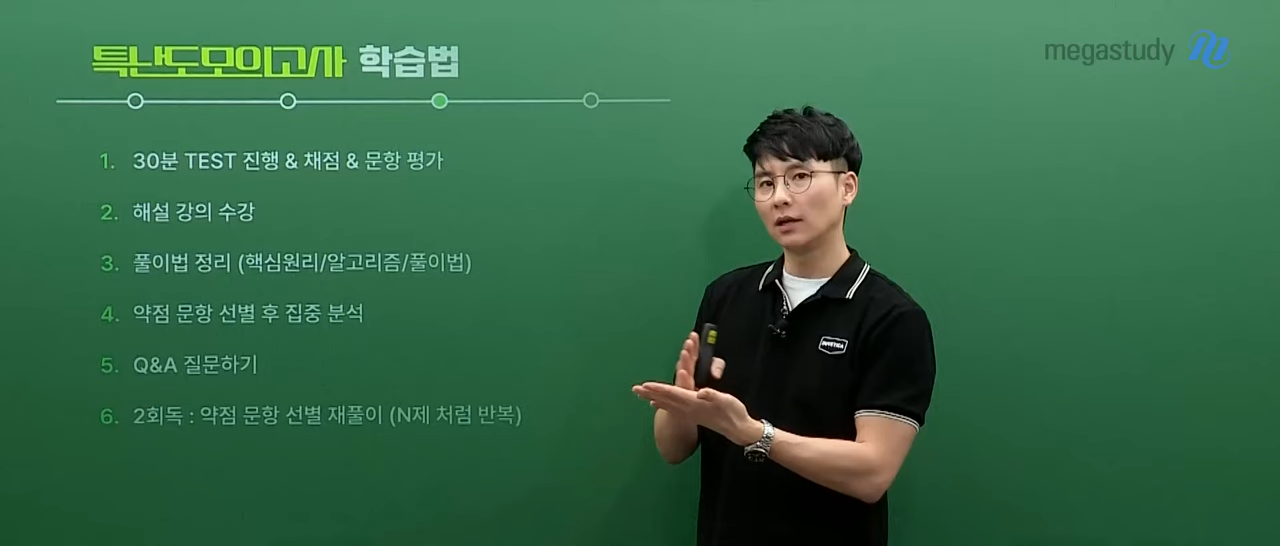 특난도모의고사 학습법
megastudy
1. 30분 TEST 진행 & 채점 & 문항 평가
2. 해설 강의 수강
3. 풀이법 정리 (핵심원리/알고리즘/풀이법)
4. 약점 문항 선별 후 집중 분석
5. Q&A 질문하기
6. 2회독 : 약점 문항 선별 재풀이 (N제 처럼 반복)